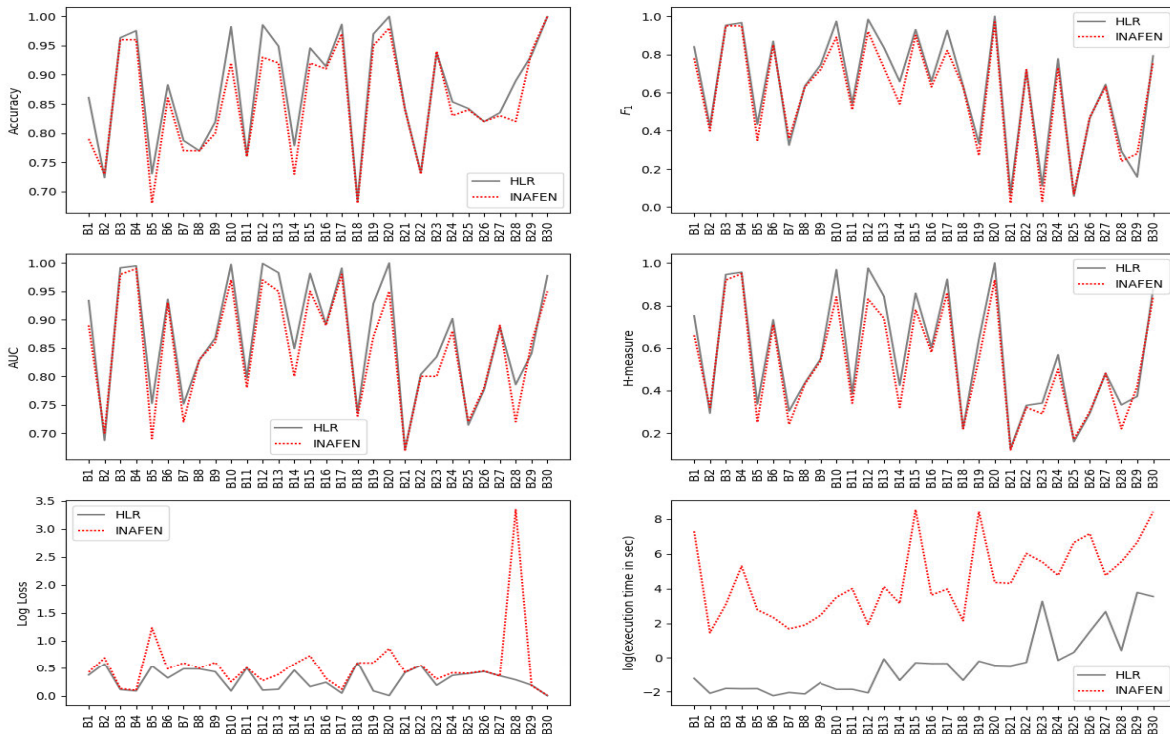 1.00
0.95
0.90
0.85
0.80
0.75
0.70
Accuracy
HLR
INAFEN
B1 B2 B3 B4 B5 B6 B7 B8 B9 B10 B11 B12 B13 B14 B15 B16 B17 B18 B19 B20 B21 B22 B23 B24 B25 B26 B27 B28 B29 B30
1.0
0.8
0.6
0.4
0.2
0.0
F1
HLR
INAFEN
B1 B2 B3 B4 B5 B6 B7 B8 B9 B10 B11 B12 B13 B14 B15 B16 B17 B18 B19 B20 B21 B22 B23 B24 B25 B26 B27 B28 B29 B30
1.00
0.95
0.90
0.85
0.80
0.75
0.70
AUC
HLR
INAFEN
B1 B2 B3 B4 B5 B6 B7 B8 B9 B10 B11 B12 B13 B14 B15 B16 B17 B18 B19 B20 B21 B22 B23 B24 B25 B26 B27 B28 B29 B30
1.0
0.8
0.6
0.4
0.2
H-measure
HLR
INAFEN
B1 B2 B3 B4 B5 B6 B7 B8 B9 B10 B11 B12 B13 B14 B15 B16 B17 B18 B19 B20 B21 B22 B23 B24 B25 B26 B27 B28 B29 B30
3.5
3.0
2.5
2.0
1.5
1.0
0.5
0.0
Log Loss
HLR
INAFEN
B1 B2 B3 B4 B5 B6 B7 B8 B9 B10 B11 B12 B13 B14 B15 B16 B17 B18 B19 B20 B21 B22 B23 B24 B25 B26 B27 B28 B29 B30
8
6
4
2
0
−2
log(execution time in sec)
HLR
INAFEN
B1 B2 B3 B4 B5 B6 B7 B8 B9 B10 B11 B12 B13 B14 B15 B16 B17 B18 B19 B20 B21 B22 B23 B24 B25 B26 B27 B28 B29 B30